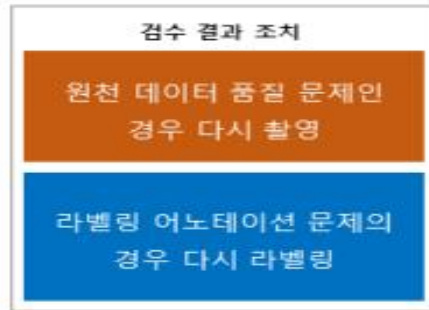 검수 결과 조치
원천 데이터 품질 문제인
경우 다시 촬영
라벨링 어노테이션 문제의
경우 다시 라벨링